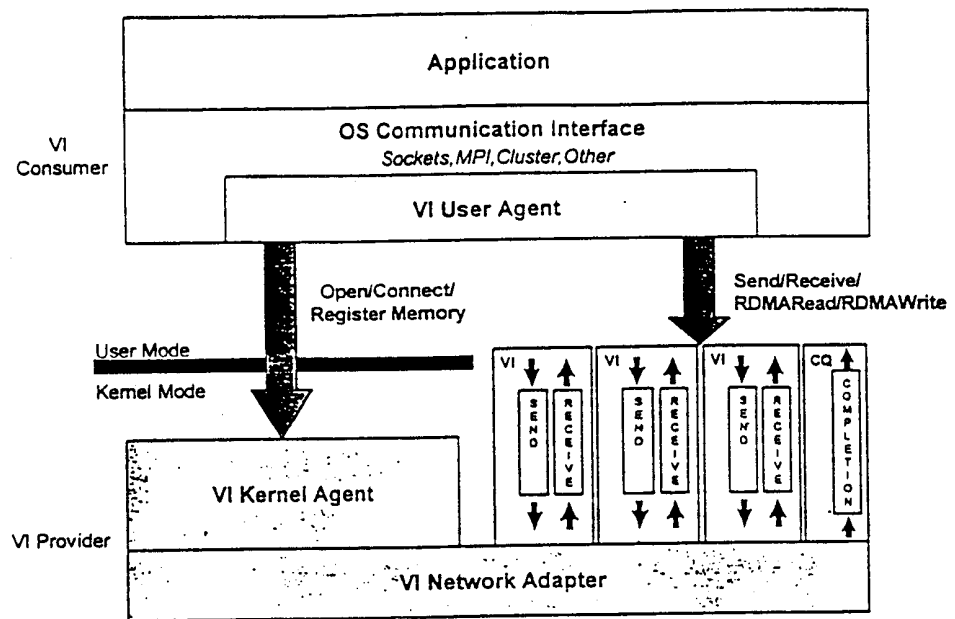 Application
OS Communication Interface
Sockets, MPI, Cluster, Other
VI
Consumer
VI User Agent
Open/Connect/
Register Memory
Send/Receive/
RDMARead/RDMAWrite
User Mode
Kernel Mode
VI
SEND
RECEIVE
VI
SEND
RECEIVE
VI
SEND
RECEIVE
CQ
COMPLETION
VI Kernel Agent
VI Provider
VI Network Adapter